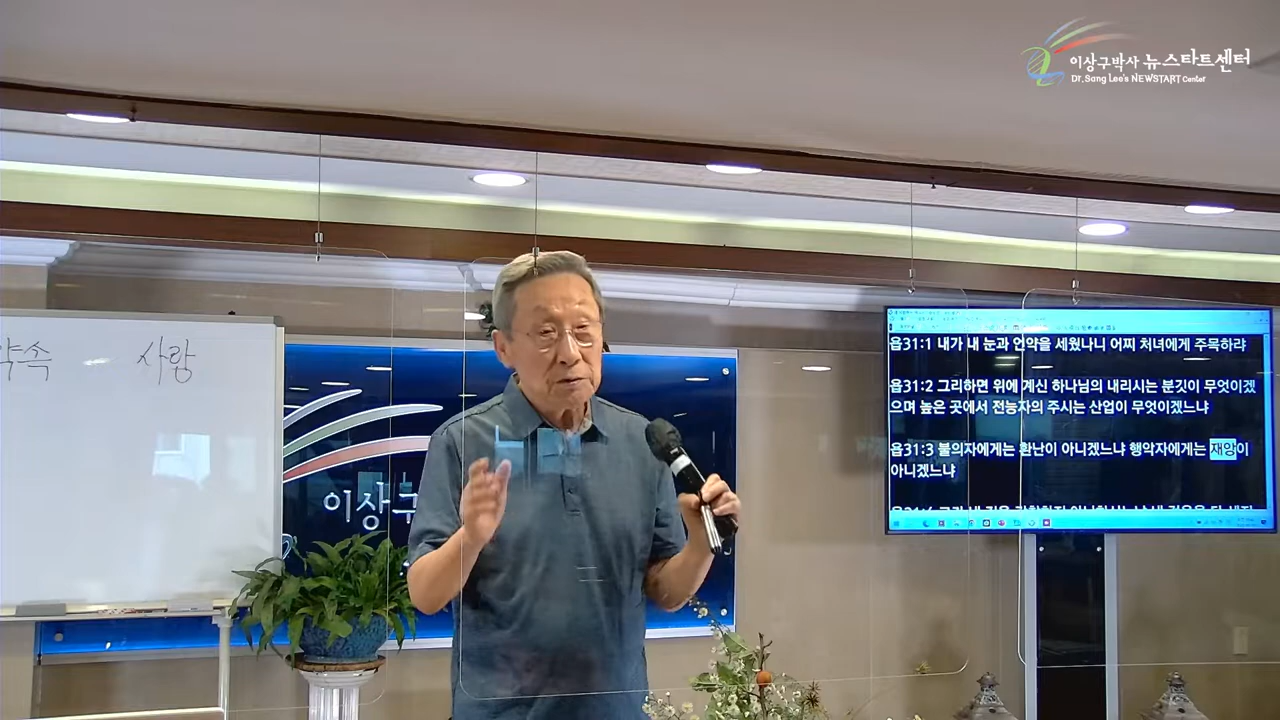 이상구박사 뉴스타트센터
Dr. Sang Lee's NEWSTART Center
약속 사랑
이상구
욥31:1 내가 내 눈과 언약을 세웠나니 어찌 처녀에게 주목하랴
욥31:2 그리하면 위에 계신 하나님의 내리시는 분깃이 무엇이겠
으며 높은 곳에서 전능자의 주시는 산업이 무엇이겠느냐
욥31:3 불의자에게는 환난이 아니겠느냐 행악자에게는 재앙이
아니겠느냐